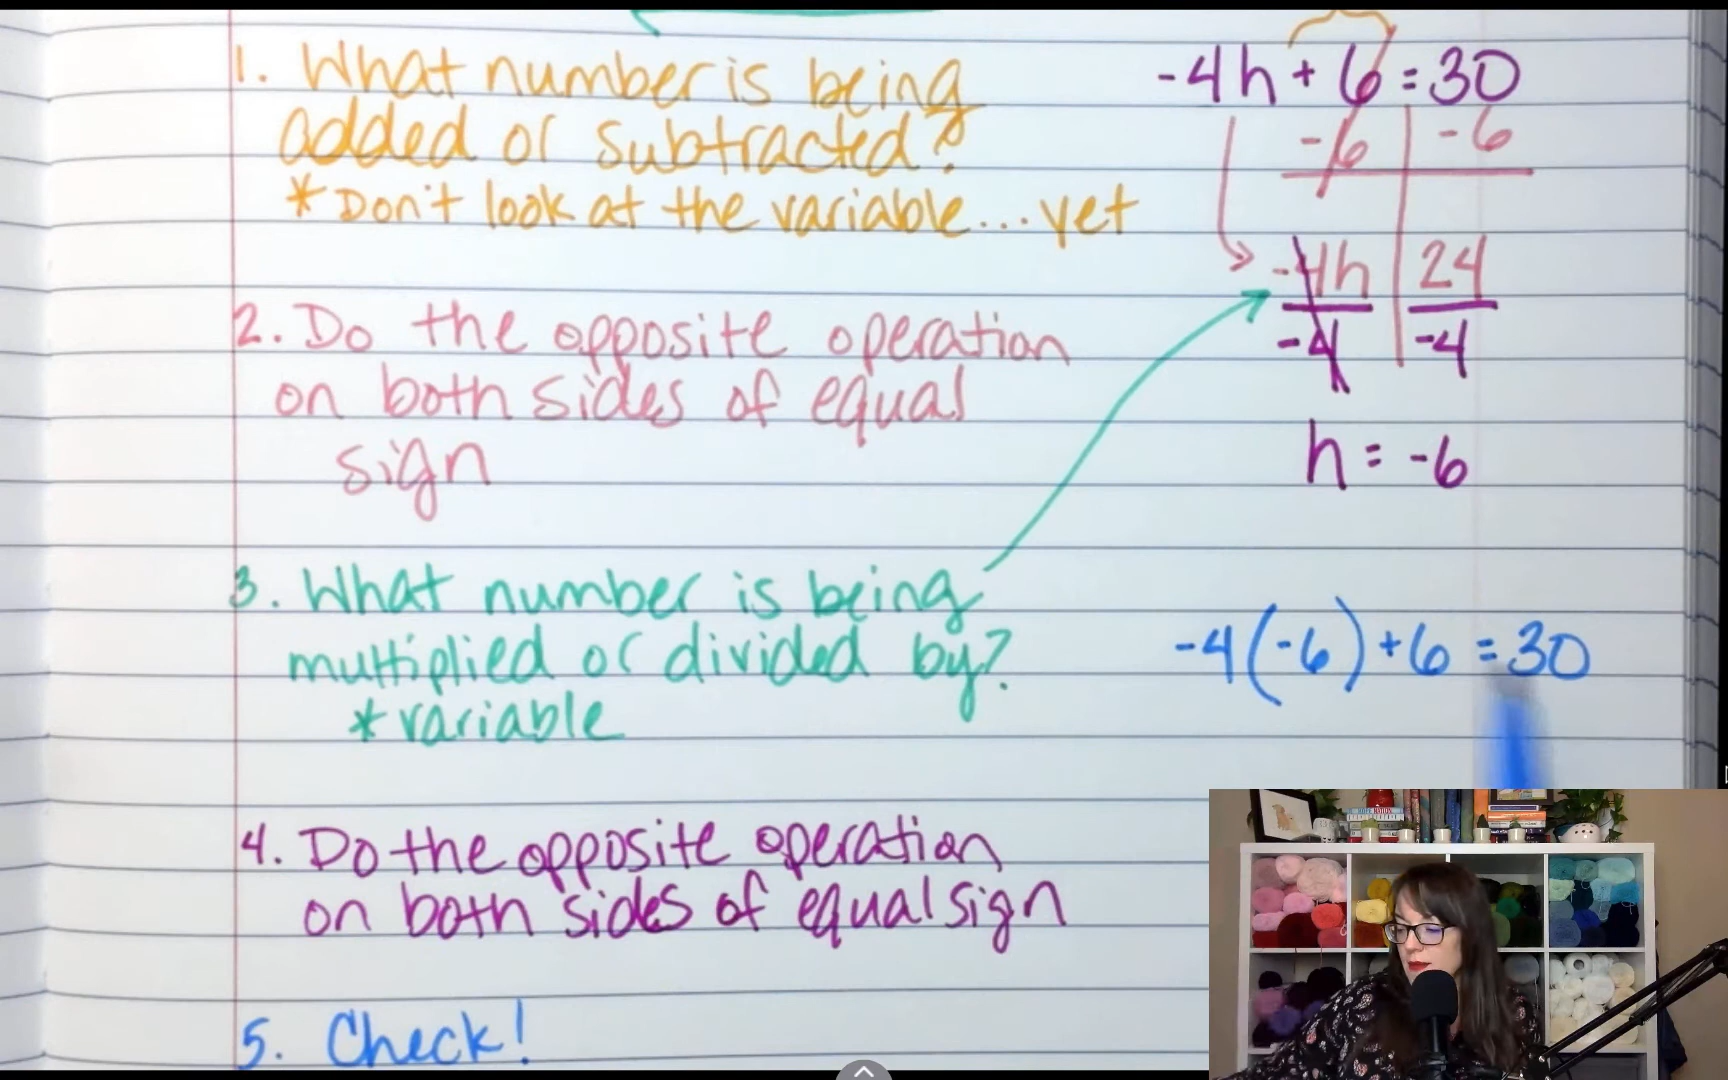 1. What number is being
added or subtracted?
*Don't look at the variable... yet
2. Do the opposite operation
on both sides of equal
sign
3. What number is being
multiplied or divided by?
*variable
4. Do the opposite operation
on both sides of equal sign
5. Check!
-4h + 6 = 30
-6 -6
-4h 24
-4 -4
h = -6
-4(-6) + 6 = 30